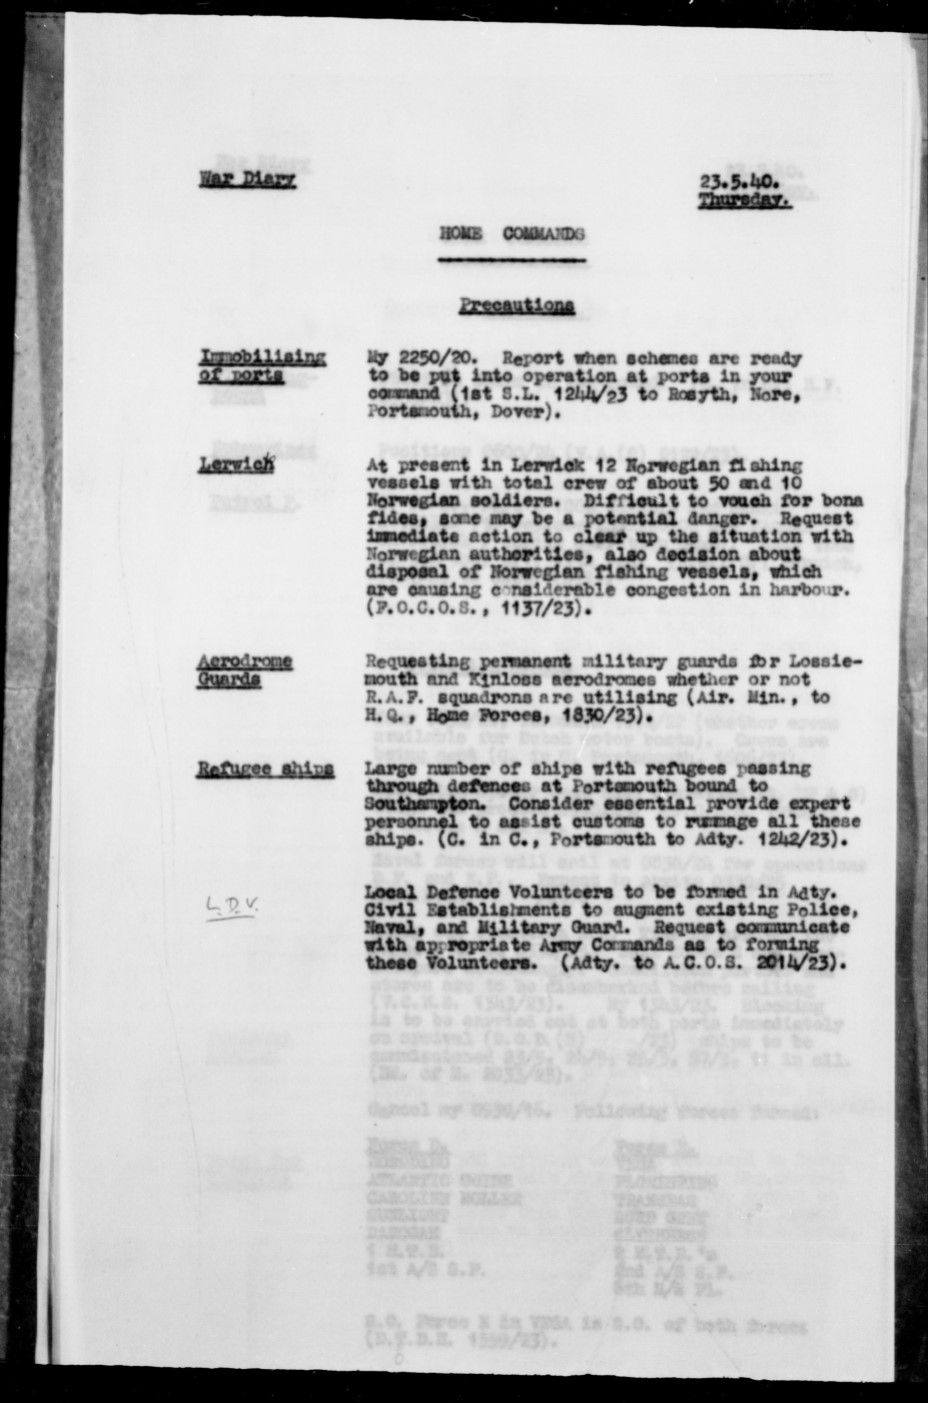 War Diary
23.5.40.
Thursday.
HOME COMMANDS
Precautions
Immobilising
of ports
My 2250/20. Report when schemes are ready
to be put into operation at ports in your
command (1st S.L. 1244/23 to Rosyth, Nore,
Portsmouth, Dover).
Lerwick
At present in Lerwick 12 Norwegian fishing
vessels with total crew of about 50 and 10
Norwegian soldiers. Difficult to vouch for bona
fides, some may be a potential danger. Request
immediate action to clear up the situation with
Norwegian authorities, also decision about
disposal of Norwegian fishing vessels, which
are causing considerable congestion in harbour.
(F.O.C.O.S., 1137/23).
Aerodrome
Guards
Requesting permanent military guards for Lossie-
mouth and Kinloss aerodromes whether or not
R.A.F. squadrons are utilising (Air. Min., to
H.Q., Home Forces, 1830/23).
Refugee ships
Large number of ships with refugees passing
through defences at Portsmouth bound to
Southampton. Consider essential provide expert
personnel to assist customs to rummage all these
ships. (C. in C., Portsmouth to Adty. 1242/23).
L.D.V.
Local Defence Volunteers to be formed in Adty.
Civil Establishments to augment existing Police,
Naval, and Military Guard. Request communicate
with appropriate Army Commands as to forming
these Volunteers. (Adty. to A.C.O.S. 2014/23).